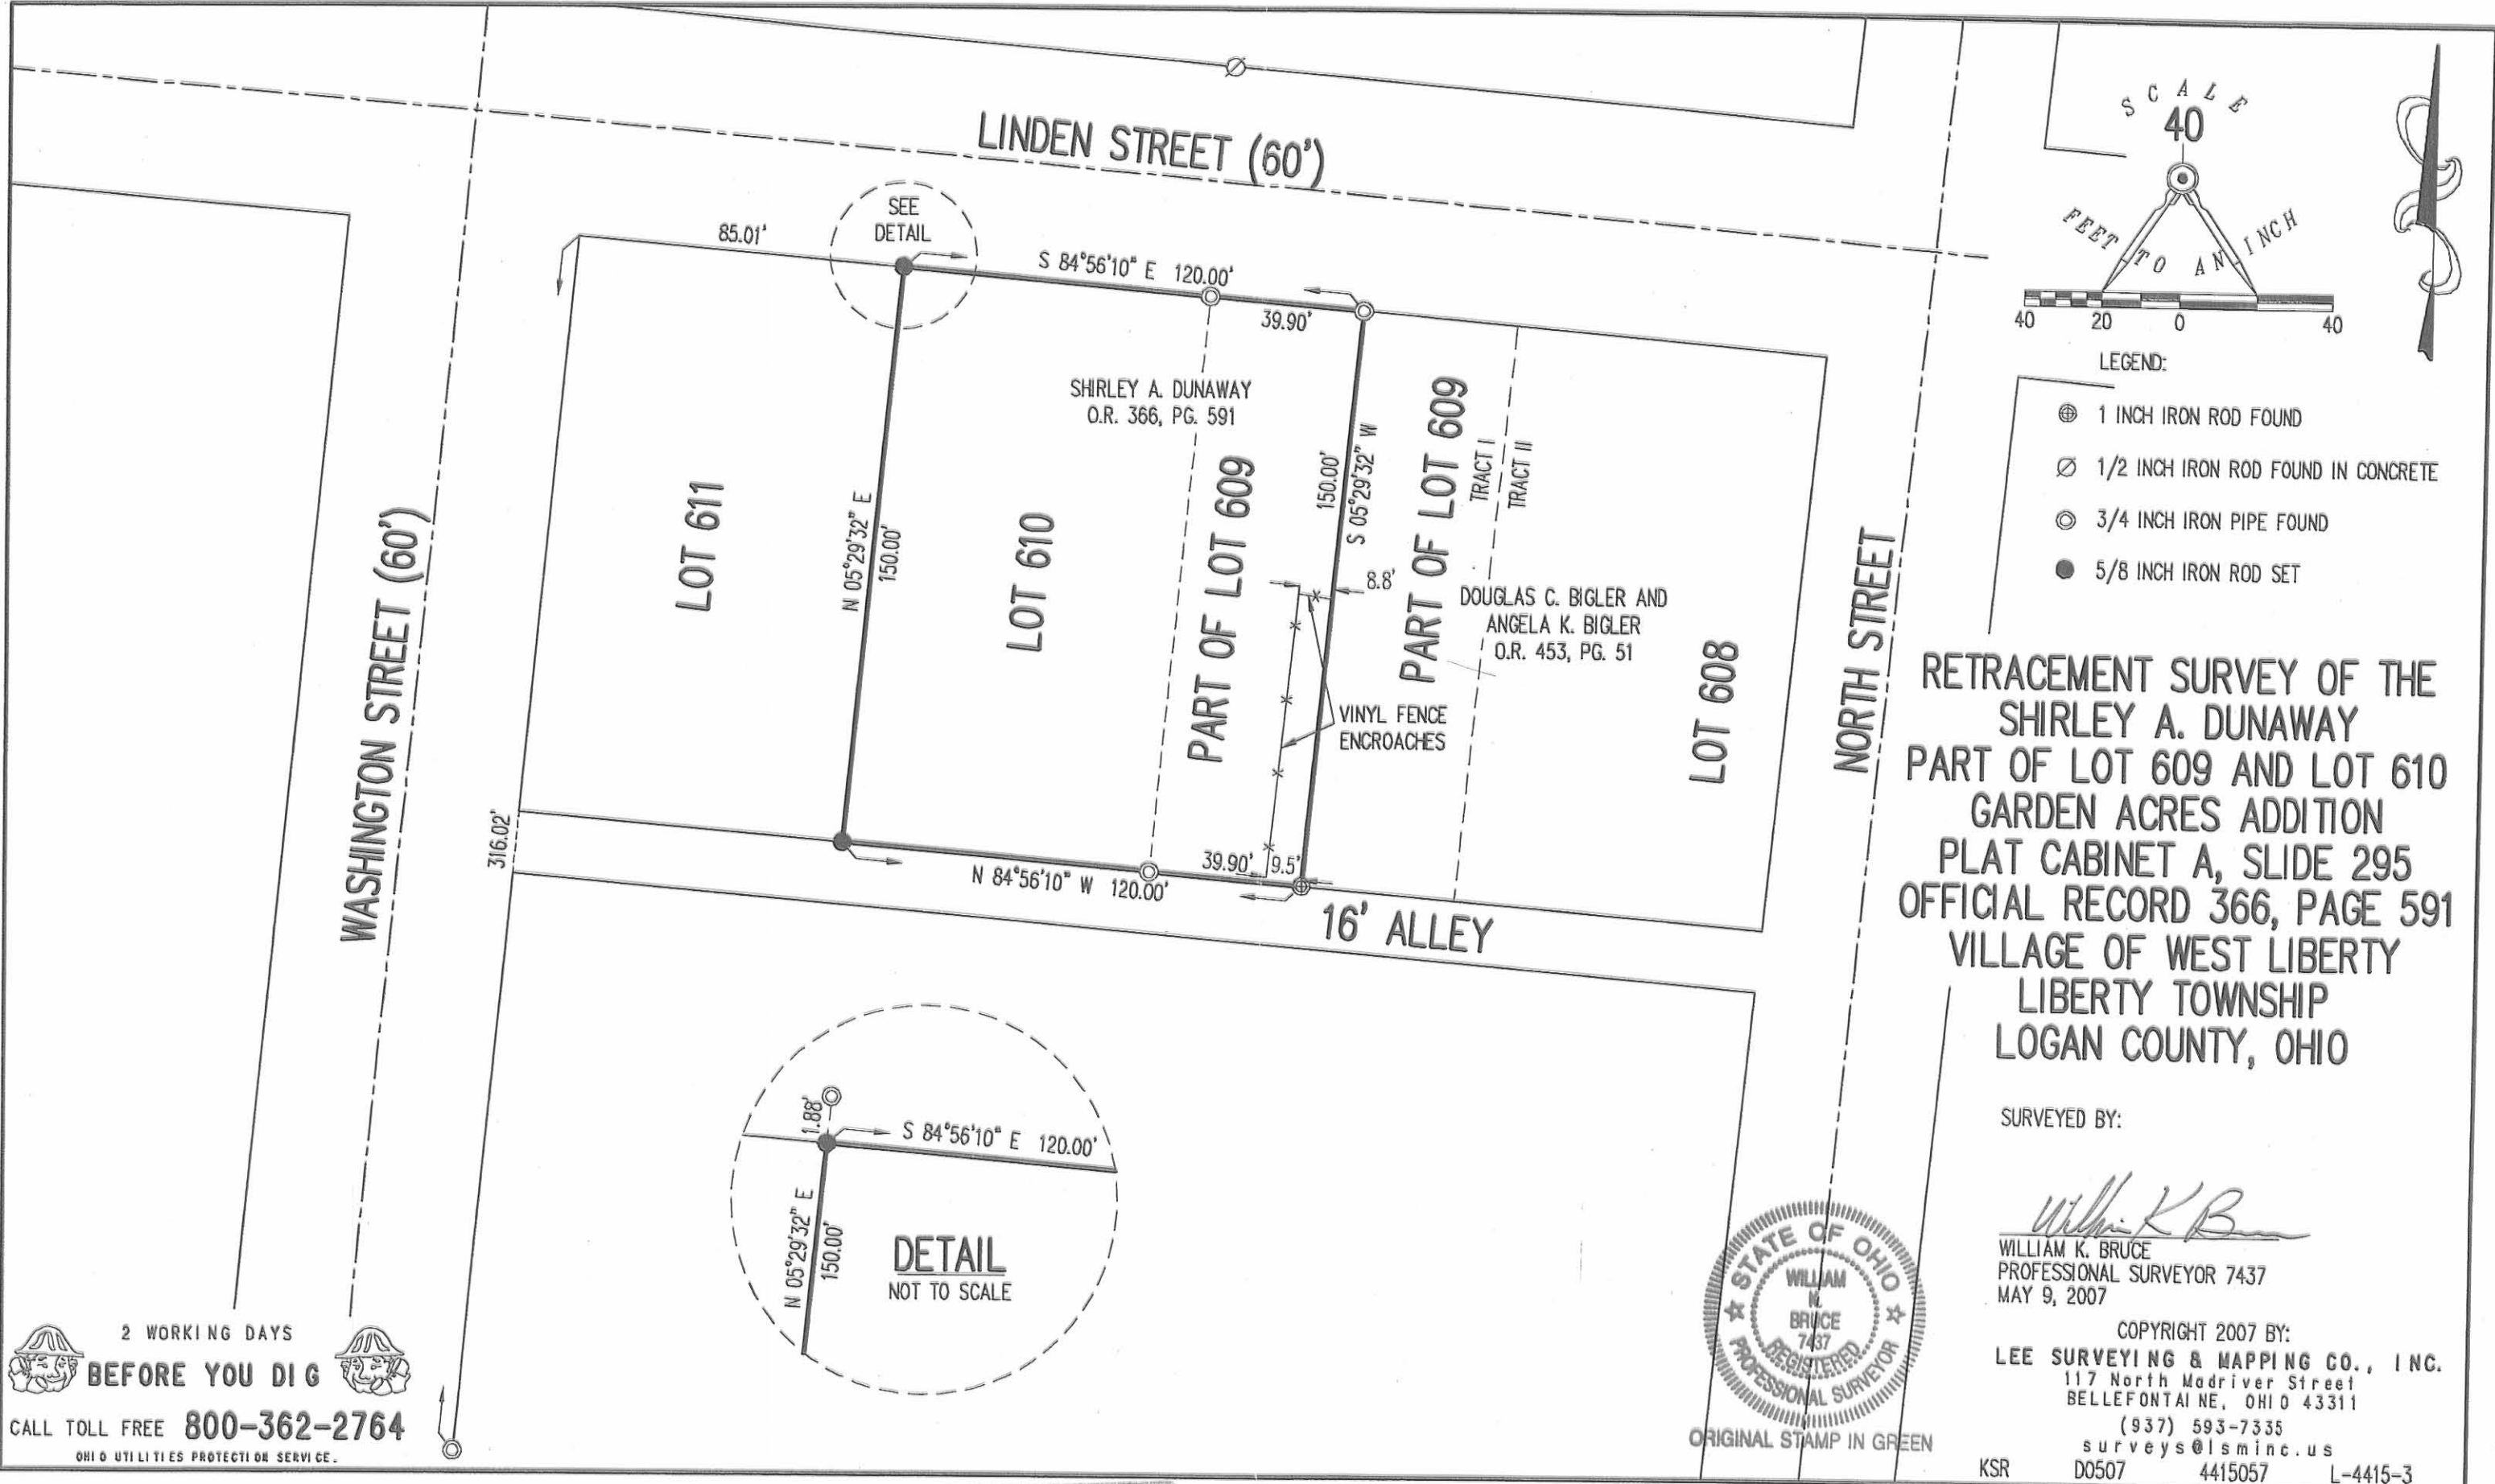 LINDEN STREET (60')
SEE
DETAIL
85.01'
S 84°56'10" E 120.00'
39.90'
SHIRLEY A. DUNAWAY
O.R. 366, PG. 591
WASHINGTON STREET (60')
LOT 611
N 05°29'32" E
150.00'
LOT 610
PART OF LOT 609
150.00'
S 05°29'32" W
PART OF LOT 609
TRACT I
TRACT II
8.8'
DOUGLAS C. BIGLER AND
ANGELA K. BIGLER
O.R. 453, PG. 51
VINYL FENCE
ENCROACHES
LOT 608
NORTH STREET
316.02'
N 84°56'10" W 120.00'
39.90'
9.5'
16' ALLEY
1.88'
S 84°56'10" E 120.00'
N 05°29'32" E
150.00'
DETAIL
NOT TO SCALE
SCALE
40
FEET TO AN INCH
40 20 0 40
LEGEND:
1 INCH IRON ROD FOUND
1/2 INCH IRON ROD FOUND IN CONCRETE
3/4 INCH IRON PIPE FOUND
5/8 INCH IRON ROD SET
RETRACEMENT SURVEY OF THE
SHIRLEY A. DUNAWAY
PART OF LOT 609 AND LOT 610
GARDEN ACRES ADDITION
PLAT CABINET A, SLIDE 295
OFFICIAL RECORD 366, PAGE 591
VILLAGE OF WEST LIBERTY
LIBERTY TOWNSHIP
LOGAN COUNTY, OHIO
SURVEYED BY:
William K Bruce
WILLIAM K. BRUCE
PROFESSIONAL SURVEYOR 7437
MAY 9, 2007
COPYRIGHT 2007 BY:
LEE SURVEYING & MAPPING CO., INC.
117 North Madriver Street
BELLEFONTAINE, OHIO 43311
(937) 593-7335
surveys@lsminc.us
KSR D0507 4415057 L-4415-3
STATE OF OHIO
WILLIAM
K.
BRUCE
7437
REGISTERED
PROFESSIONAL SURVEYOR
ORIGINAL STAMP IN GREEN
2 WORKING DAYS
BEFORE YOU DIG
CALL TOLL FREE 800-362-2764
OHIO UTILITIES PROTECTION SERVICE.